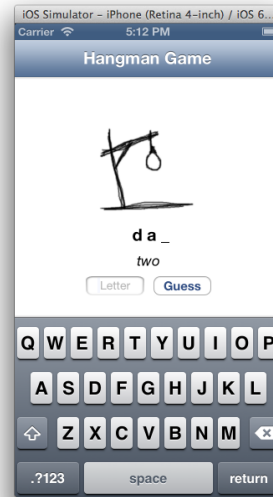 iOS Simulator – iPhone (Retina 4-inch) / iOS 6...
Carrier 5:12 PM
Hangman Game
d a _
two
Letter Guess
Q W E R T Y U I O P
A S D F G H J K L
Z X C V B N M
.?123 space return